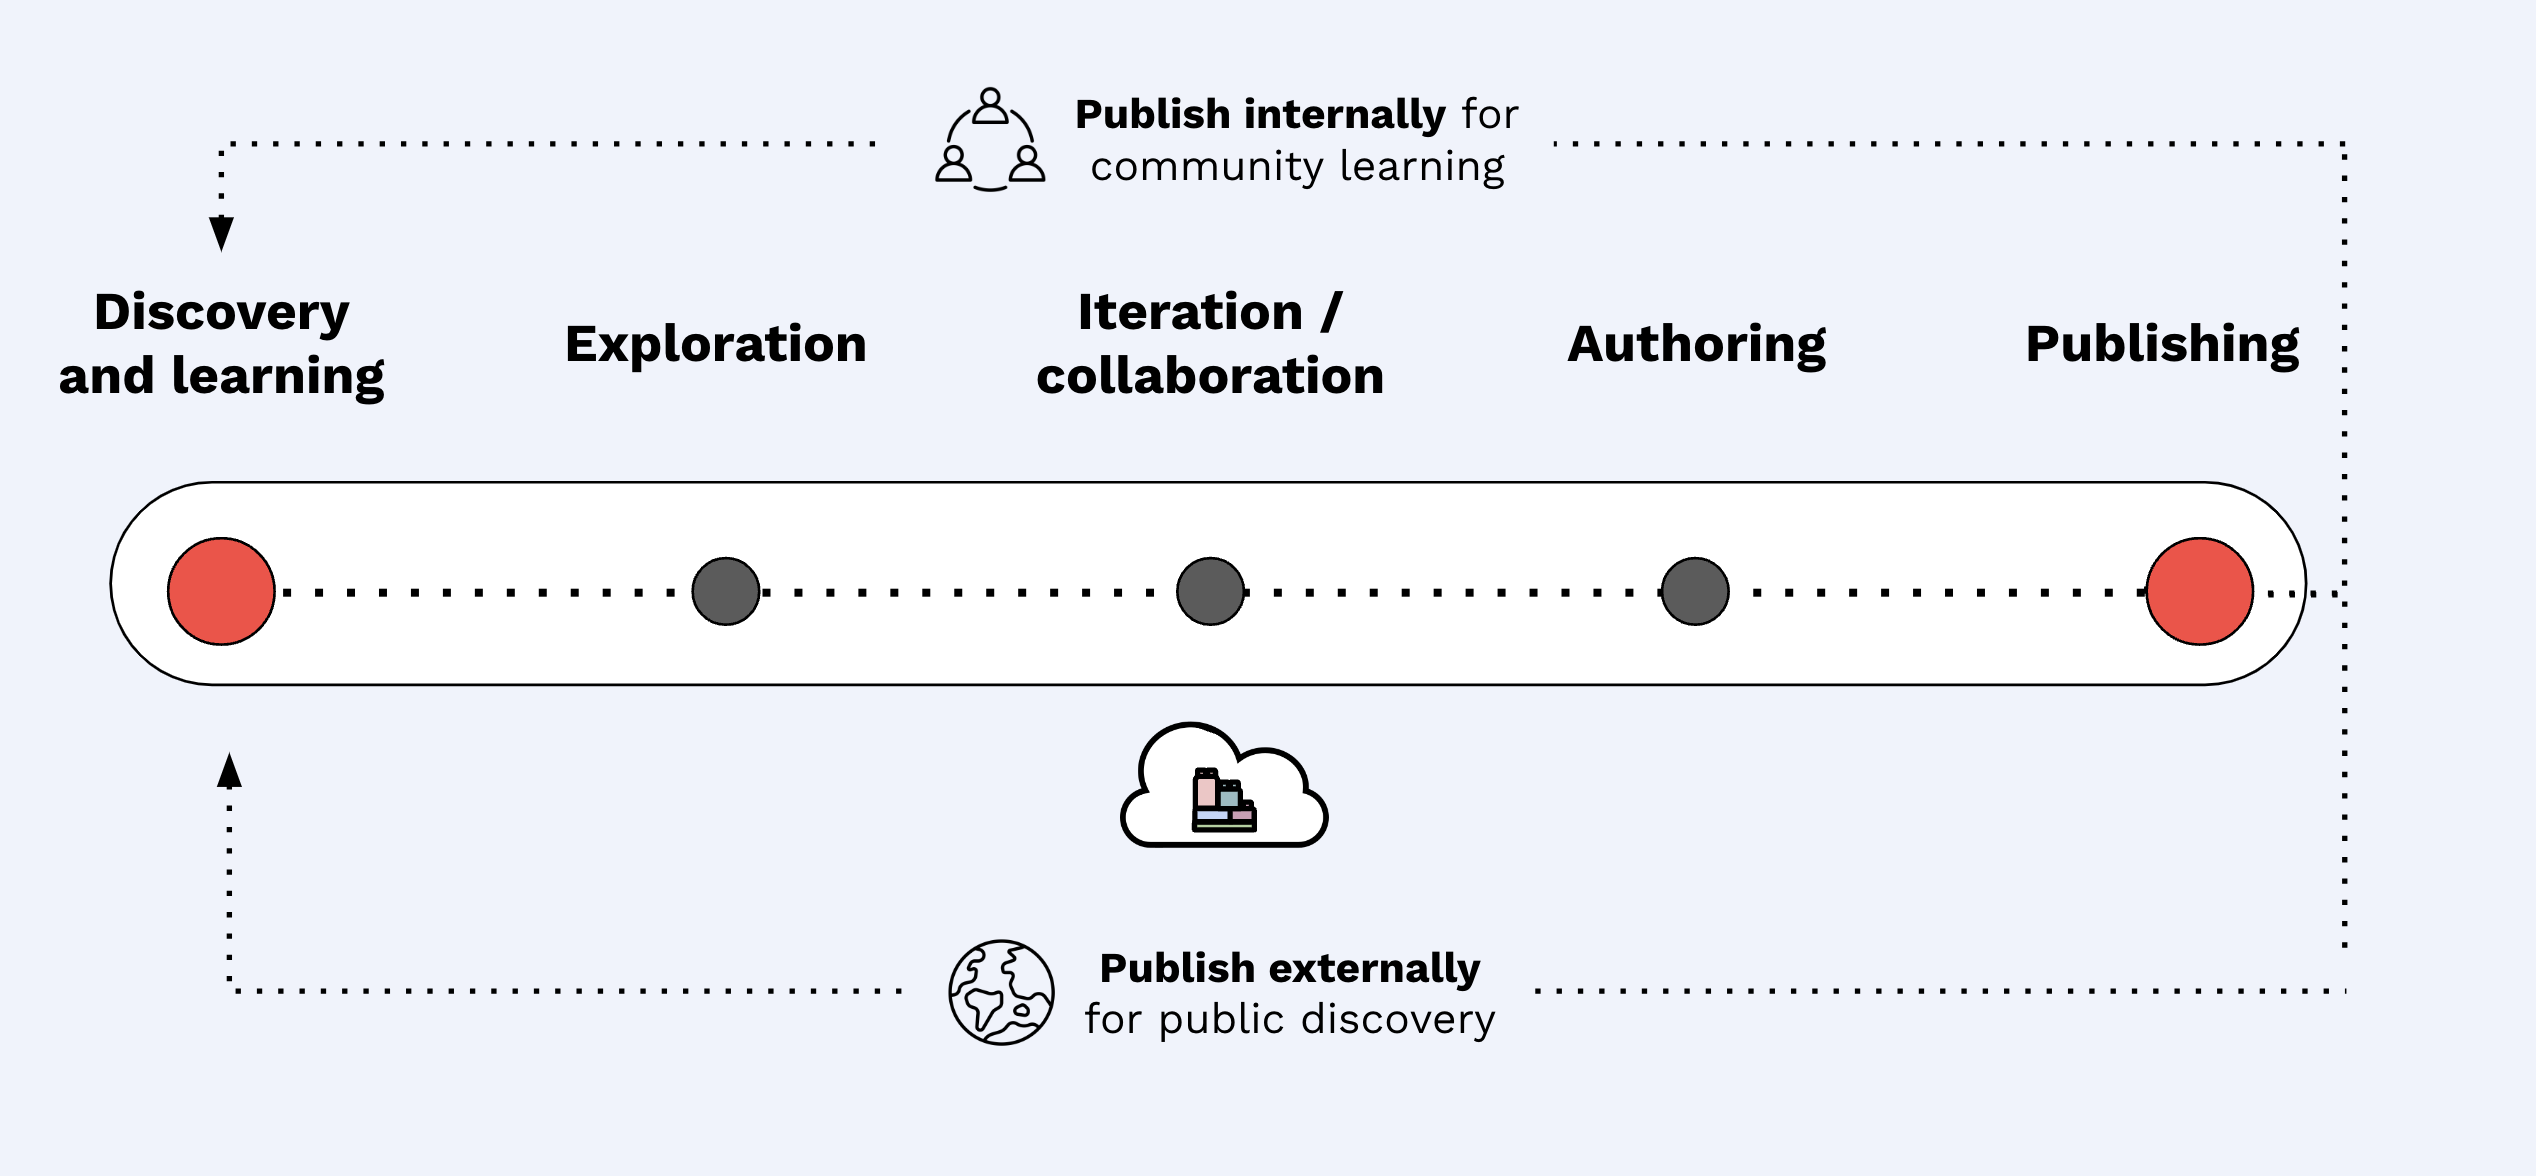 Publish internally for
community learning
Discovery
and learning
Exploration
Iteration /
collaboration
Authoring
Publishing
Publish externally
for public discovery